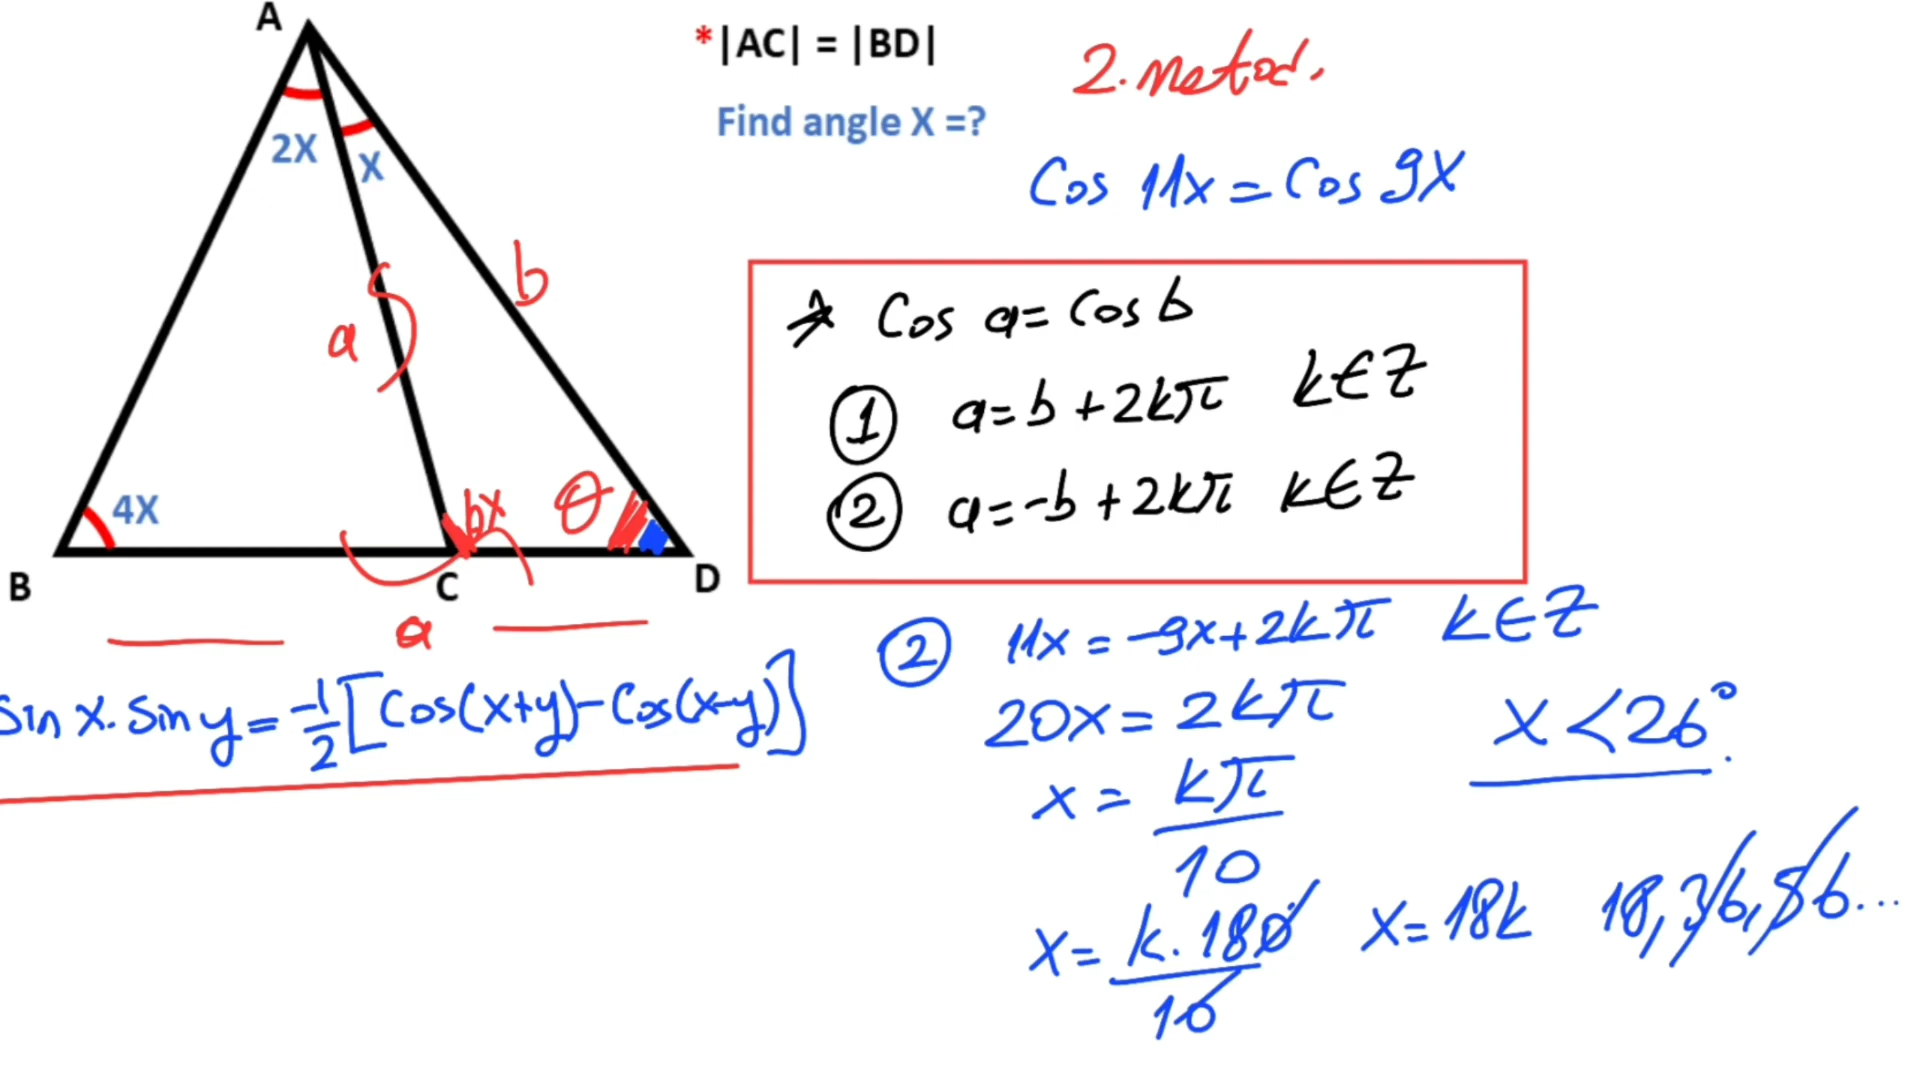 A
*|AC| = |BD|
2. Metod.
Find angle X =?
2X
X
Cos 11x = Cos 9X
b
a
Cos a = Cos b
1 a = b + 2kπ k∈Z
2 a = -b + 2kπ k∈Z
4X
6x
θ
B
C
D
a
2 11x = -9x + 2kπ k∈Z
Sin x. Sin y = -1/2 [Cos(x+y) - Cos(x-y)]
20x = 2kπ
X < 26°.
x = kπ/10
x = k.180/10 x = 18k 18, 36, 56...